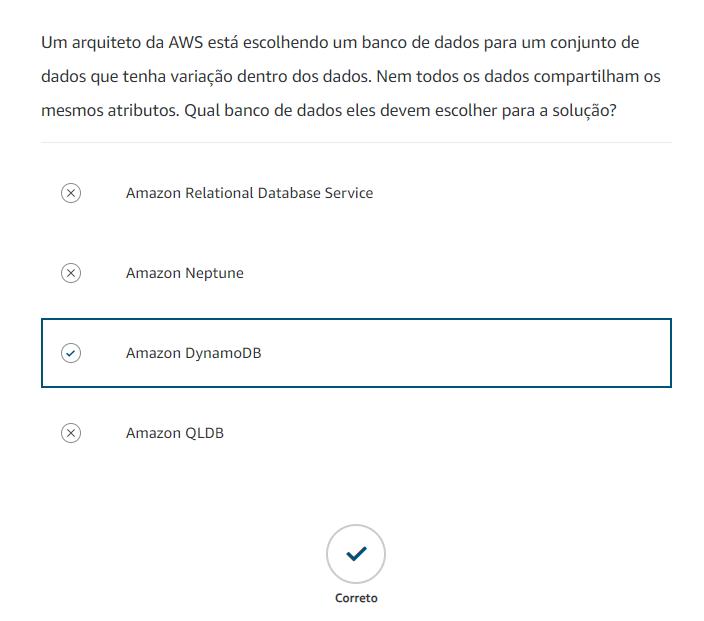 Um arquiteto da AWS está escolhendo um banco de dados para um conjunto de
dados que tenha variação dentro dos dados. Nem todos os dados compartilham os
mesmos atributos. Qual banco de dados eles devem escolher para a solução?
Amazon Relational Database Service
Amazon Neptune
Amazon DynamoDB
Amazon QLDB
Correto